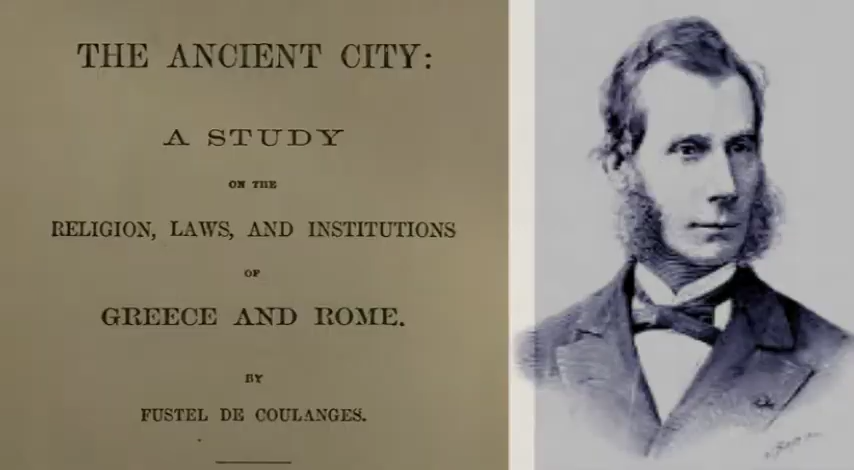 THE ANCIENT CITY:
A STUDY
ON THE
RELIGION, LAWS, AND INSTITUTIONS
OF
GREECE AND ROME.
BY
FUSTEL DE COULANGES.